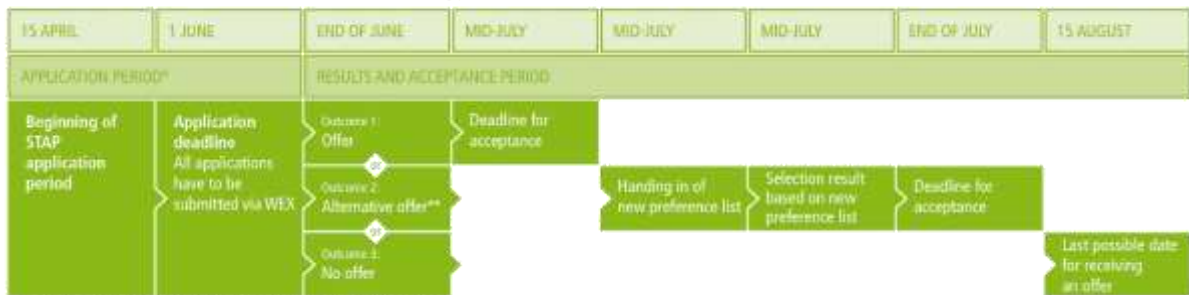 15 APRIL
1 JUNE
END OF JUNE
MID-JULY
MID-JULY
MID-JULY
END OF JULY
15 AUGUST
APPLICATION PERIOD*
RESULTS AND ACCEPTANCE PERIOD
Beginning of
STAP
application
period
Application
deadline
All applications
have to be
submitted via WEX
Outcome 1:
Offer
or
Outcome 2:
Alternative offer**
or
Outcome 3:
No offer
Deadline for
acceptance
Handing in of
new preference list
Selection result
based on new
preference list
Deadline for
acceptance
Last possible date
for receiving
an offer